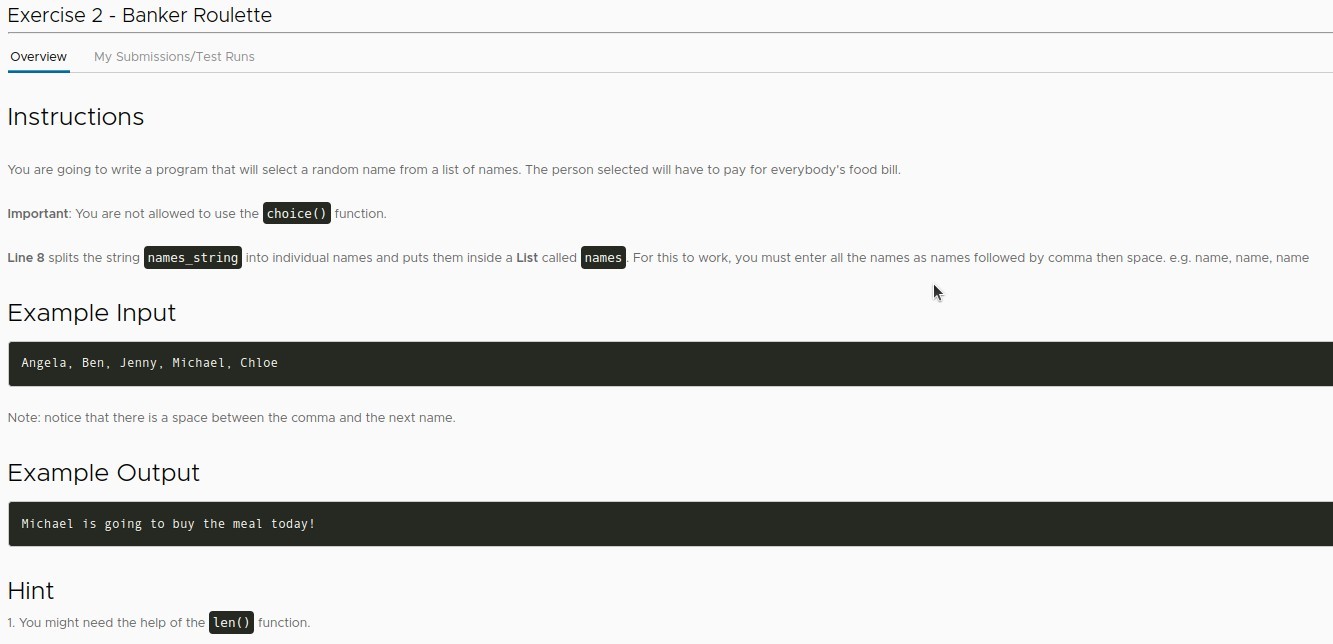 Exercise 2 - Banker Roulette
Overview My Submissions/Test Runs
Instructions
You are going to write a program that will select a random name from a list of names. The person selected will have to pay for everybody's food bill.
Important: You are not allowed to use the choice() function.
Line 8 splits the string names_string into individual names and puts them inside a List called names. For this to work, you must enter all the names as names followed by comma then space. e.g. name, name, name
Example Input
Angela, Ben, Jenny, Michael, Chloe
Note: notice that there is a space between the comma and the next name.
Example Output
Michael is going to buy the meal today!
Hint
1. You might need the help of the len() function.